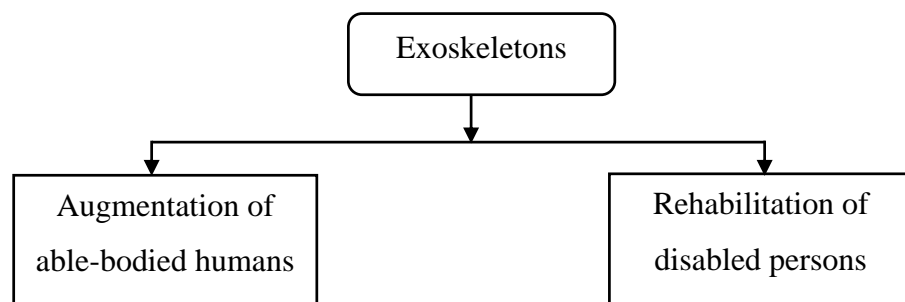 Exoskeletons
Augmentation of
able-bodied humans
Rehabilitation of
disabled persons